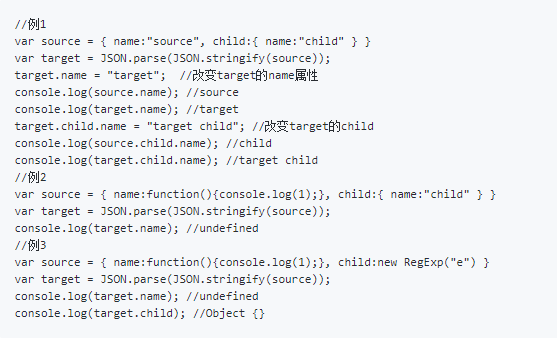 //例1
var source = { name:"source", child:{ name:"child" } }
var target = JSON.parse(JSON.stringify(source));
target.name = "target";  //改变target的name属性
console.log(source.name); //source
console.log(target.name); //target
target.child.name = "target child"; //改变target的child
console.log(source.child.name); //child
console.log(target.child.name); //target child
//例2
var source = { name:function(){console.log(1);}, child:{ name:"child" } }
var target = JSON.parse(JSON.stringify(source));
console.log(target.name); //undefined
//例3
var source = { name:function(){console.log(1);}, child:new RegExp("e") }
var target = JSON.parse(JSON.stringify(source));
console.log(target.name); //undefined
console.log(target.child); //Object {}